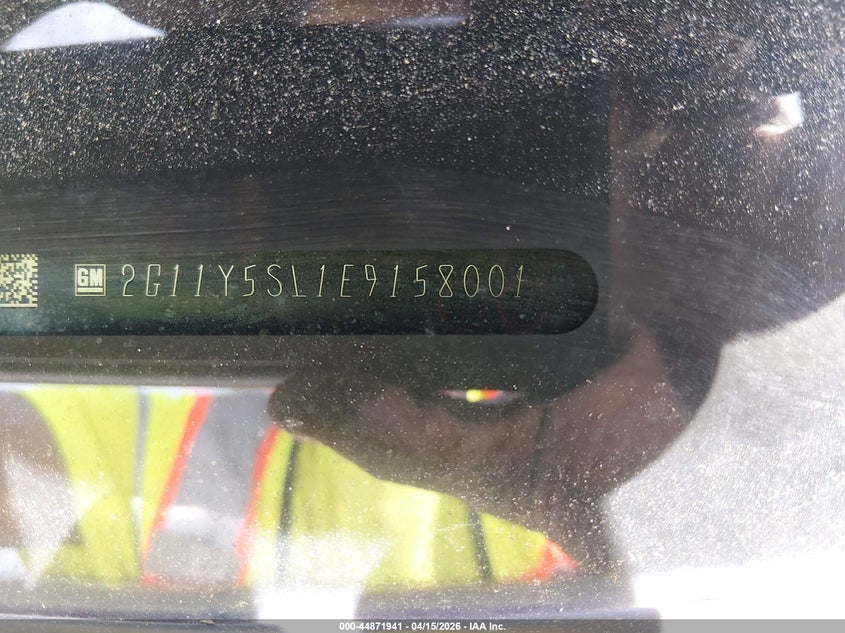 GM 2G11Y5SL1E9158001
000-44871941 - 04/15/2026 - IAA Inc.